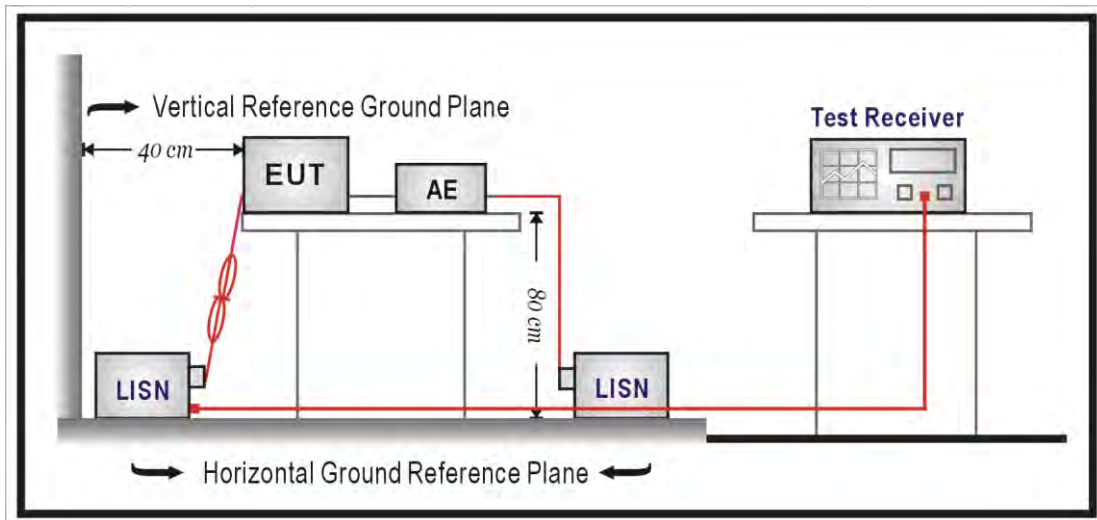 Vertical Reference Ground Plane
Test Receiver
40 cm
EUT
AE
80 cm
LISN
LISN
Horizontal Ground Reference Plane